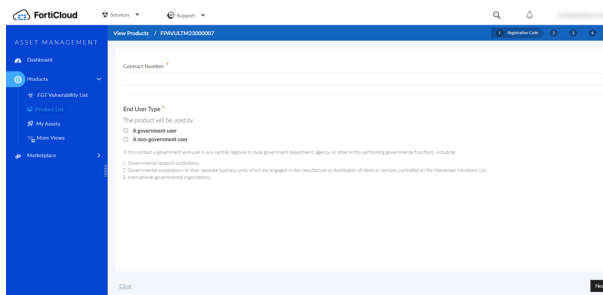 FortiCloud
Services
Support
ASSET MANAGEMENT
View Products / FPAVULTM23000007
1 Registration Code 2 3 4
Dashboard
Products
FGT Vulnerability List
Product List
My Assets
More Views
Marketplace
Contract Number: *
End User Type *
The product will be used by:
A government user
A non-government user
In this context a government end-user is any central, regional or local government department, agency, or other entity performing governmental functions, including:
1. Governmental research institutions.
2. Governmental corporations or their separate business units which are engaged in the manufacture or distribution of items or services controlled on the Wassenaar Munitions List.
3. International governmental organizations.
Clear